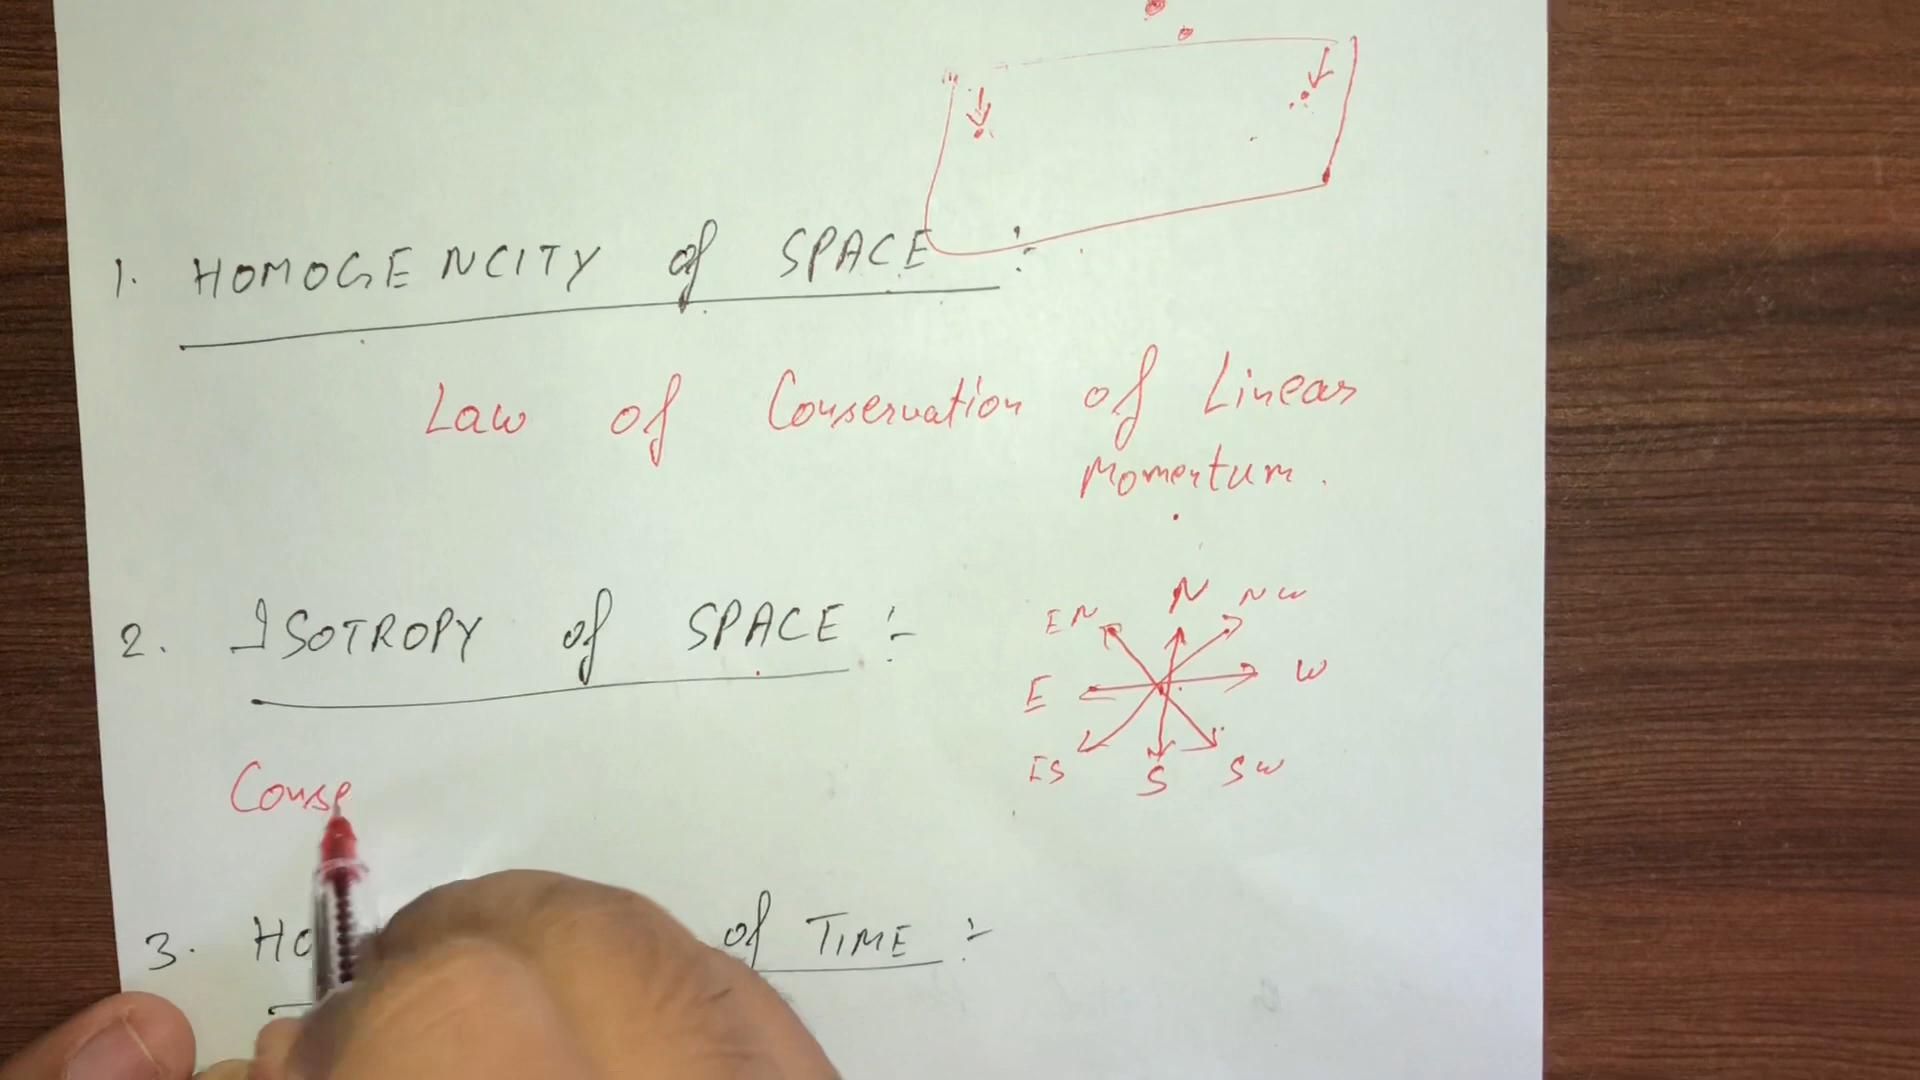 1. HOMOGENCITY of SPACE :-
Law of Conservation of Linear
Momentum.
2. ISOTROPY of SPACE :-
EN N NW
E W
ES S SW
Conse
3. HO of TIME :-